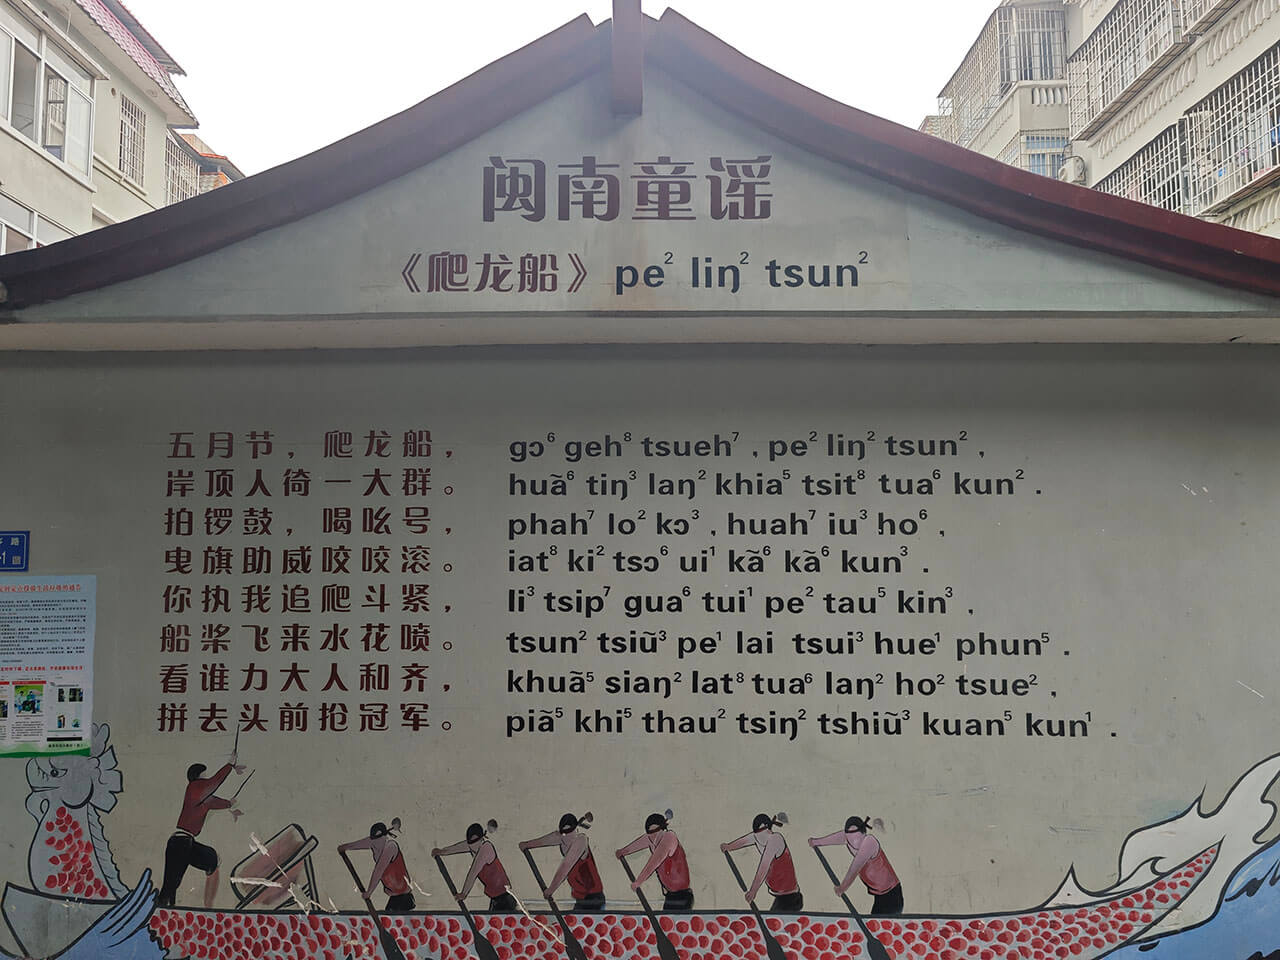 闽南童谣
《爬龙船》 pe² liŋ² tsun²
五月节，爬龙船， gɔ⁶ geh⁸ tsueh⁷ , pe² liŋ² tsun² ,
岸顶人徛一大群。 huã⁶ tiŋ³ laŋ² khia⁵ tsit⁸ tua⁶ kun² .
拍锣鼓，喝吆号， phah⁷ lo² kɔ³ , huah⁷ iu³ ho⁶ ,
曳旗助威咬咬滚。 iat⁸ ki² tsɔ⁶ ui¹ kã⁶ kã⁶ kun³ .
你执我追爬斗紧， li³ tsip⁷ gua⁶ tui¹ pe² tau⁵ kin³ ,
船桨飞来水花喷。 tsun² tsiũ³ pe¹ lai tsui³ hue¹ phun⁵ .
看谁力大人和齐， khuã⁵ siaŋ² lat⁸ tua⁶ laŋ² ho² tsue² ,
拼去头前抢冠军。 piã⁵ khi⁵ thau² tsiŋ² tshiũ³ kuan⁵ kun¹ .